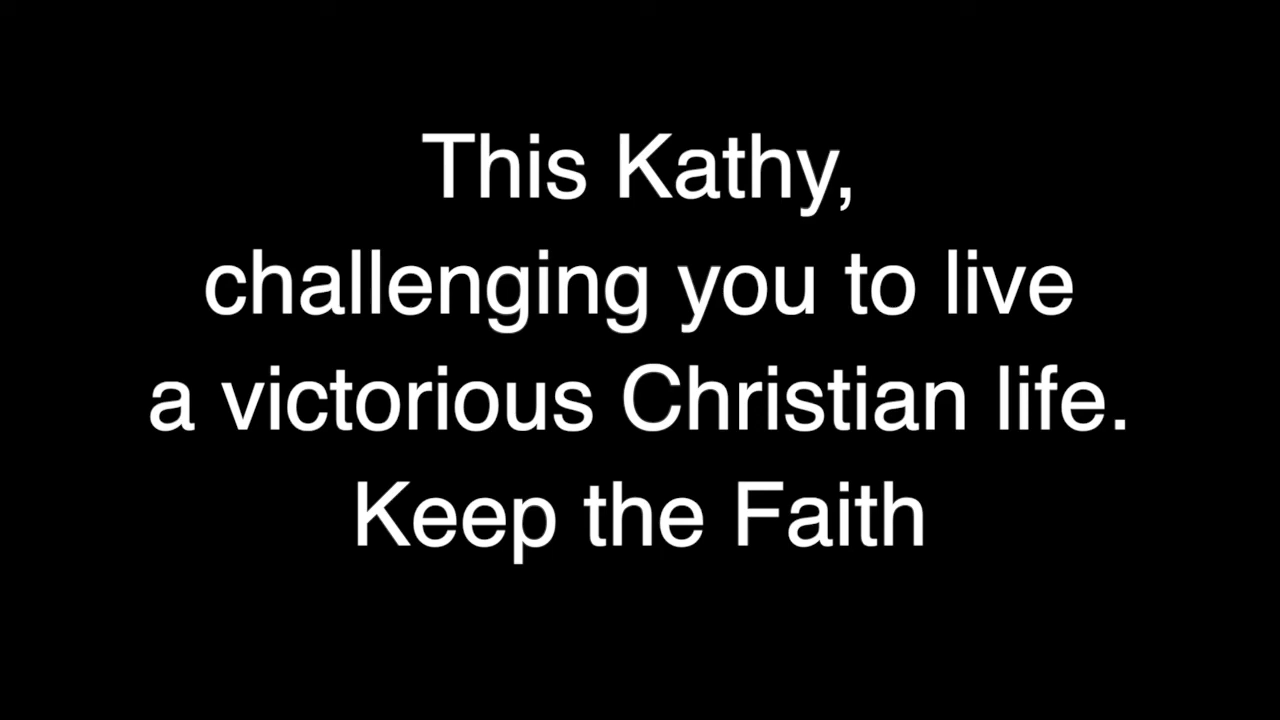 This Kathy,
challenging you to live
a victorious Christian life.
Keep the Faith